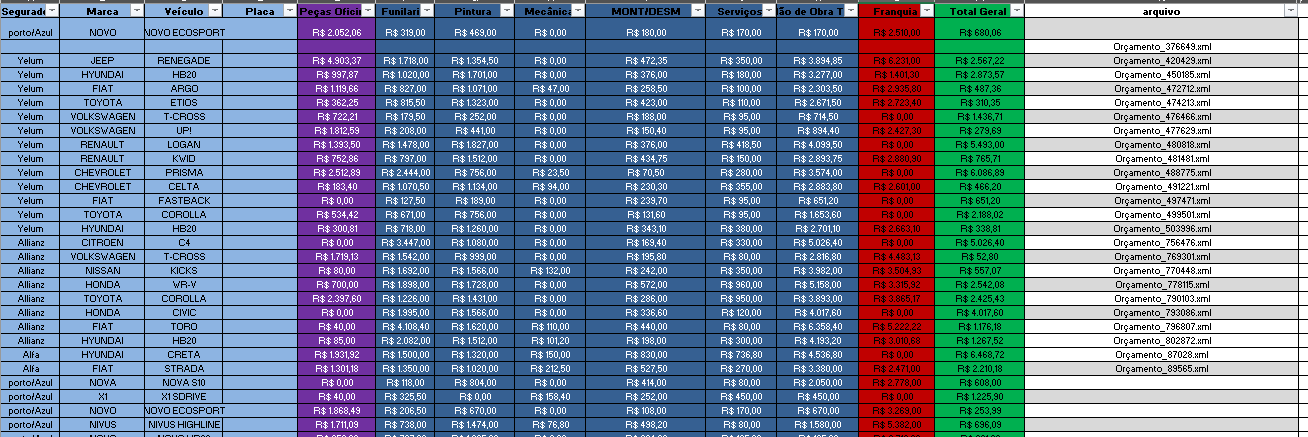 Segurado Marca Veículo Placa Peças Oficin Funilari Pintura Mecânica MONT/DESM Serviços ão de Obra T Franquia Total Geral arquivo
porto/Azul NOVO NOVO ECOSPORT R$ 2.052,06 R$ 319,00 R$ 469,00 R$ 0,00 R$ 180,00 R$ 170,00 R$ 170,00 R$ 2.510,00 R$ 680,06
Orçamento_376649.xml
Yelum JEEP RENEGADE R$ 4.903,37 R$ 1.718,00 R$ 1.354,50 R$ 0,00 R$ 472,35 R$ 350,00 R$ 3.894,85 R$ 6.231,00 R$ 2.567,22 Orçamento_420429.xml
Yelum HYUNDAI HB20 R$ 997,87 R$ 1.020,00 R$ 1.701,00 R$ 0,00 R$ 376,00 R$ 180,00 R$ 3.277,00 R$ 1.401,30 R$ 2.873,57 Orçamento_450185.xml
Yelum FIAT ARGO R$ 1.119,66 R$ 827,00 R$ 1.071,00 R$ 47,00 R$ 258,50 R$ 100,00 R$ 2.303,50 R$ 2.935,80 R$ 487,36 Orçamento_472712.xml
Yelum TOYOTA ETIOS R$ 362,25 R$ 815,50 R$ 1.323,00 R$ 0,00 R$ 423,00 R$ 110,00 R$ 2.671,50 R$ 2.723,40 R$ 310,35 Orçamento_474213.xml
Yelum VOLKSWAGEN T-CROSS R$ 722,21 R$ 179,50 R$ 252,00 R$ 0,00 R$ 188,00 R$ 95,00 R$ 714,50 R$ 0,00 R$ 1.436,71 Orçamento_476466.xml
Yelum VOLKSWAGEN UP! R$ 1.812,59 R$ 208,00 R$ 441,00 R$ 0,00 R$ 150,40 R$ 95,00 R$ 894,40 R$ 2.427,30 R$ 279,69 Orçamento_477629.xml
Yelum RENAULT LOGAN R$ 1.393,50 R$ 1.478,00 R$ 1.827,00 R$ 0,00 R$ 376,00 R$ 418,50 R$ 4.099,50 R$ 0,00 R$ 5.493,00 Orçamento_480818.xml
Yelum RENAULT KWID R$ 752,86 R$ 797,00 R$ 1.512,00 R$ 0,00 R$ 434,75 R$ 150,00 R$ 2.893,75 R$ 2.880,90 R$ 765,71 Orçamento_481481.xml
Yelum CHEVROLET PRISMA R$ 2.512,89 R$ 2.444,00 R$ 756,00 R$ 23,50 R$ 70,50 R$ 280,00 R$ 3.574,00 R$ 0,00 R$ 6.086,89 Orçamento_488775.xml
Yelum CHEVROLET CELTA R$ 183,40 R$ 1.070,50 R$ 1.134,00 R$ 94,00 R$ 230,30 R$ 355,00 R$ 2.883,80 R$ 2.601,00 R$ 466,20 Orçamento_491221.xml
Yelum FIAT FASTBACK R$ 0,00 R$ 127,50 R$ 189,00 R$ 0,00 R$ 239,70 R$ 95,00 R$ 651,20 R$ 0,00 R$ 651,20 Orçamento_497471.xml
Yelum TOYOTA COROLLA R$ 534,42 R$ 671,00 R$ 756,00 R$ 0,00 R$ 131,60 R$ 95,00 R$ 1.653,60 R$ 0,00 R$ 2.188,02 Orçamento_499501.xml
Yelum HYUNDAI HB20 R$ 300,81 R$ 718,00 R$ 1.260,00 R$ 0,00 R$ 343,10 R$ 380,00 R$ 2.701,10 R$ 2.663,10 R$ 338,81 Orçamento_503996.xml
Allianz CITROEN C4 R$ 0,00 R$ 3.447,00 R$ 1.080,00 R$ 0,00 R$ 169,40 R$ 330,00 R$ 5.026,40 R$ 0,00 R$ 5.026,40 Orçamento_756476.xml
Allianz VOLKSWAGEN T-CROSS R$ 1.719,13 R$ 1.542,00 R$ 999,00 R$ 0,00 R$ 195,80 R$ 80,00 R$ 2.816,80 R$ 4.483,13 R$ 52,80 Orçamento_769301.xml
Allianz NISSAN KICKS R$ 80,00 R$ 1.692,00 R$ 1.566,00 R$ 132,00 R$ 242,00 R$ 350,00 R$ 3.982,00 R$ 3.504,93 R$ 557,07 Orçamento_770448.xml
Allianz HONDA WR-V R$ 700,00 R$ 1.898,00 R$ 1.728,00 R$ 0,00 R$ 572,00 R$ 960,00 R$ 5.158,00 R$ 3.315,92 R$ 2.542,08 Orçamento_778115.xml
Allianz TOYOTA COROLLA R$ 2.397,60 R$ 1.226,00 R$ 1.431,00 R$ 0,00 R$ 286,00 R$ 950,00 R$ 3.893,00 R$ 3.865,17 R$ 2.425,43 Orçamento_790103.xml
Allianz HONDA CIVIC R$ 0,00 R$ 1.995,00 R$ 1.566,00 R$ 0,00 R$ 336,60 R$ 120,00 R$ 4.017,60 R$ 0,00 R$ 4.017,60 Orçamento_793086.xml
Allianz FIAT TORO R$ 40,00 R$ 4.108,40 R$ 1.620,00 R$ 110,00 R$ 440,00 R$ 80,00 R$ 6.358,40 R$ 5.222,22 R$ 1.176,18 Orçamento_796807.xml
Allianz HYUNDAI HB20 R$ 85,00 R$ 2.082,00 R$ 1.512,00 R$ 101,20 R$ 198,00 R$ 300,00 R$ 4.193,20 R$ 3.010,68 R$ 1.267,52 Orçamento_802872.xml
Alfa HYUNDAI CRETA R$ 1.931,92 R$ 1.500,00 R$ 1.320,00 R$ 150,00 R$ 830,00 R$ 736,80 R$ 4.536,80 R$ 0,00 R$ 6.468,72 Orçamento_87028.xml
Alfa FIAT STRADA R$ 1.301,18 R$ 1.350,00 R$ 1.020,00 R$ 212,50 R$ 527,50 R$ 270,00 R$ 3.380,00 R$ 2.471,00 R$ 2.210,18 Orçamento_89565.xml
porto/Azul NOVA NOVA S10 R$ 0,00 R$ 118,00 R$ 804,00 R$ 0,00 R$ 414,00 R$ 80,00 R$ 2.050,00 R$ 2.778,00 R$ 608,00
porto/Azul X1 X1 SDRIVE R$ 40,00 R$ 325,50 R$ 0,00 R$ 158,40 R$ 252,00 R$ 450,00 R$ 450,00 R$ 0,00 R$ 1.225,90
porto/Azul NOVO NOVO ECOSPORT R$ 1.868,49 R$ 206,50 R$ 670,00 R$ 0,00 R$ 108,00 R$ 170,00 R$ 670,00 R$ 3.269,00 R$ 253,99
porto/Azul NIVUS NIVUS HIGHLINE R$ 1.711,09 R$ 738,00 R$ 1.474,00 R$ 76,80 R$ 498,20 R$ 80,00 R$ 1.580,00 R$ 5.392,00 R$ 696,09